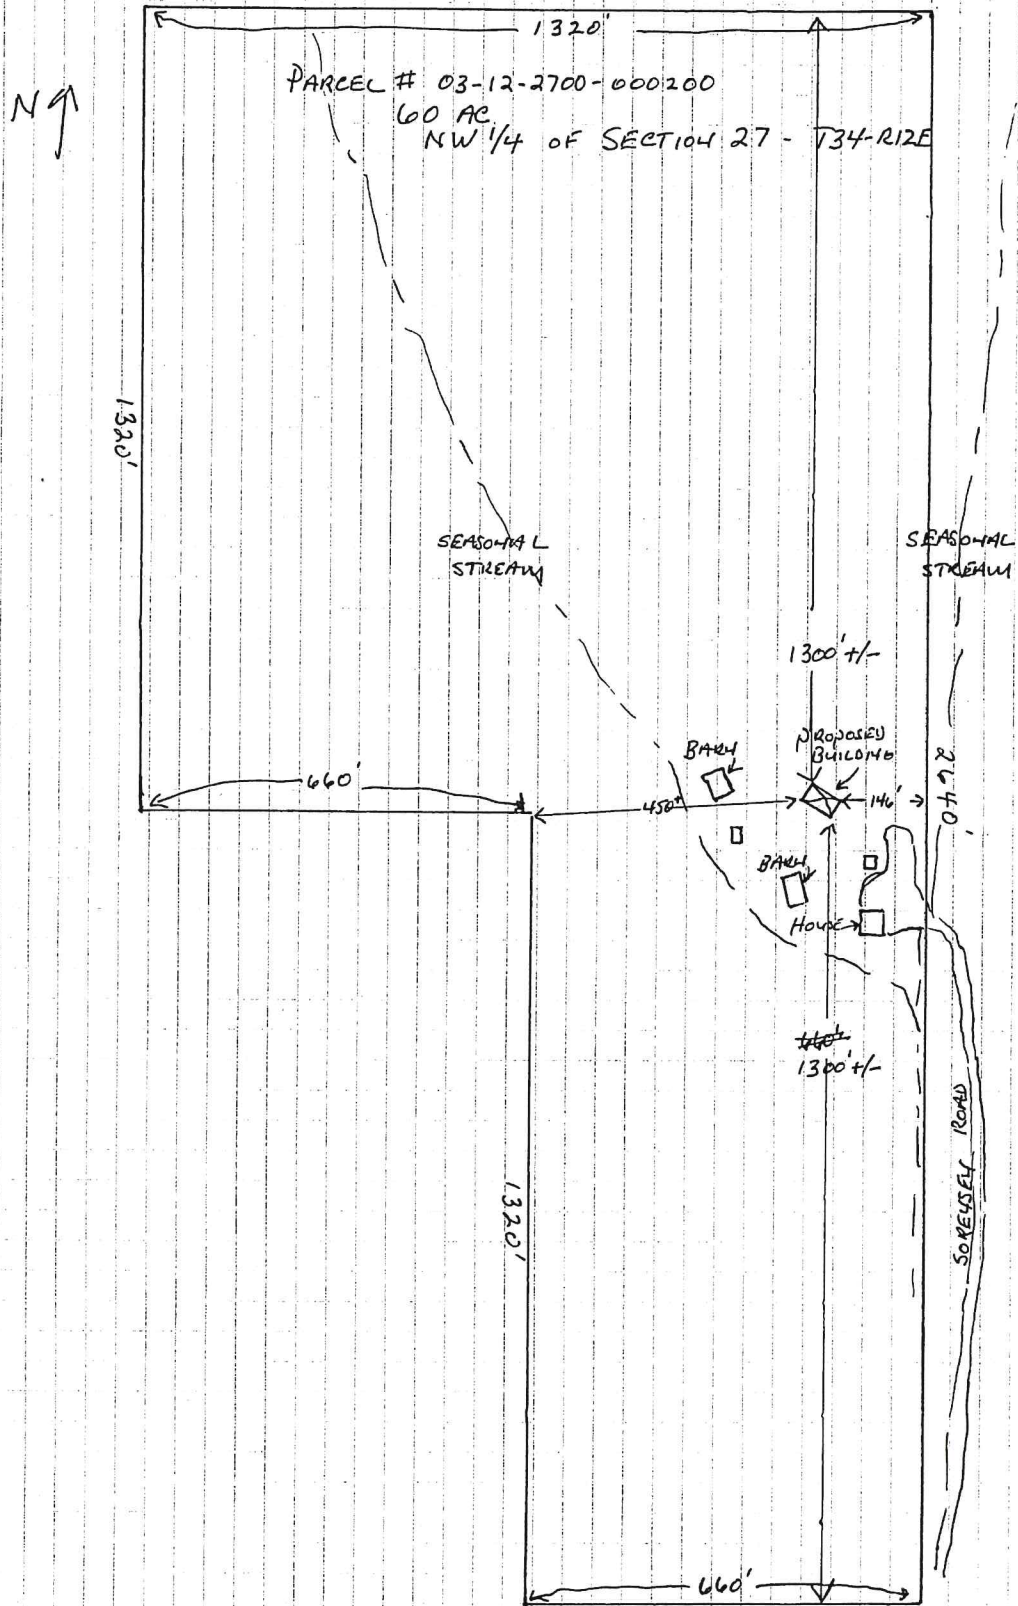 1320'
N
PARCEL # 03-12-2700-000200
60 AC.
NW 1/4 OF SECTION 27 - T34-R12E
1320'
SEASONAL
STREAM
SEASONAL
STREAM
1300' +/-
BARN
PROPOSED
BUILDING
2640'
660'
450'
146'
BARN
HOUSE
660'
1300' +/-
1320'
SORENSEN ROAD
660'